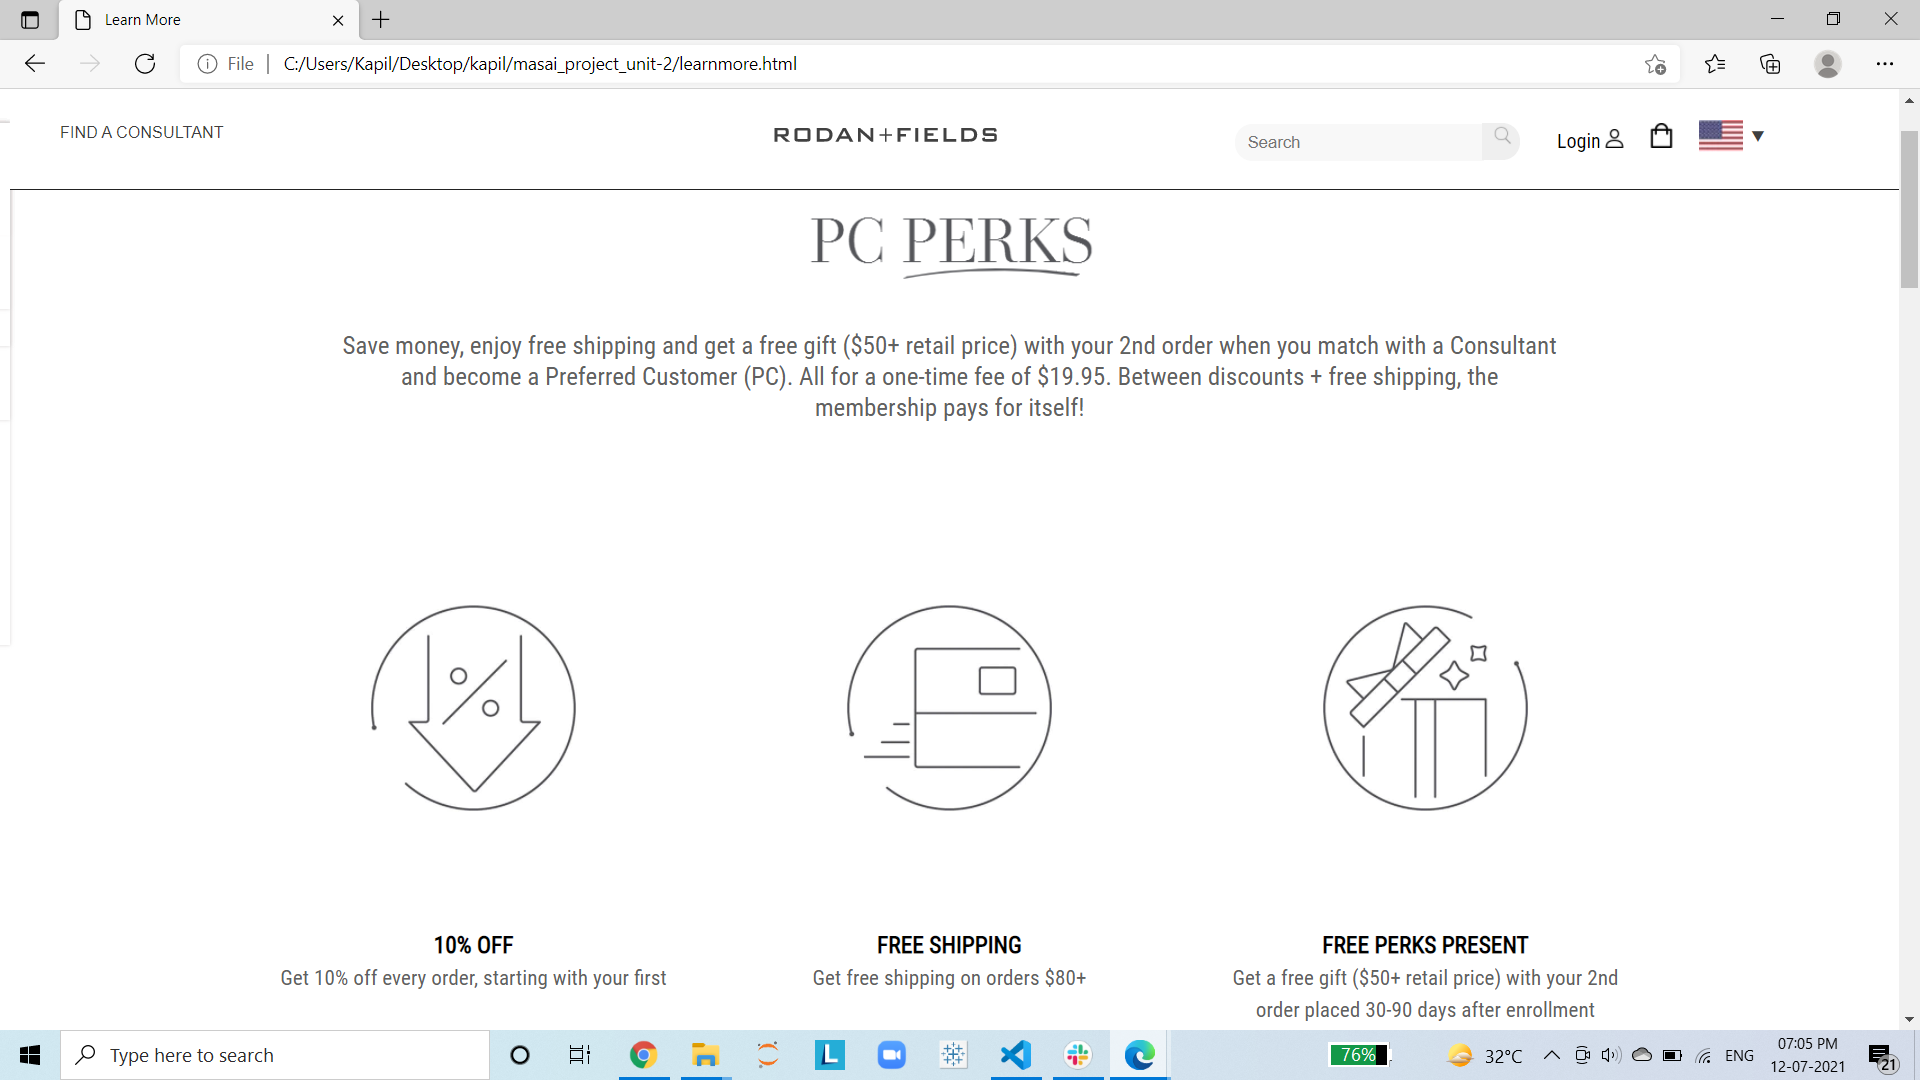 Learn More
File
C:/Users/Kapil/Desktop/kapil/masai_project_unit-2/learnmore.html
FIND A CONSULTANT
RODAN+FIELDS
Search
Login
PC PERKS
Save money, enjoy free shipping and get a free gift ($50+ retail price) with your 2nd order when you match with a Consultant
and become a Preferred Customer (PC). All for a one-time fee of $19.95. Between discounts + free shipping, the
membership pays for itself!
10% OFF
Get 10% off every order, starting with your first
FREE SHIPPING
Get free shipping on orders $80+
FREE PERKS PRESENT
Get a free gift ($50+ retail price) with your 2nd
order placed 30-90 days after enrollment
Type here to search
L
76%
32°C
ENG
07:05 PM
12-07-2021
21